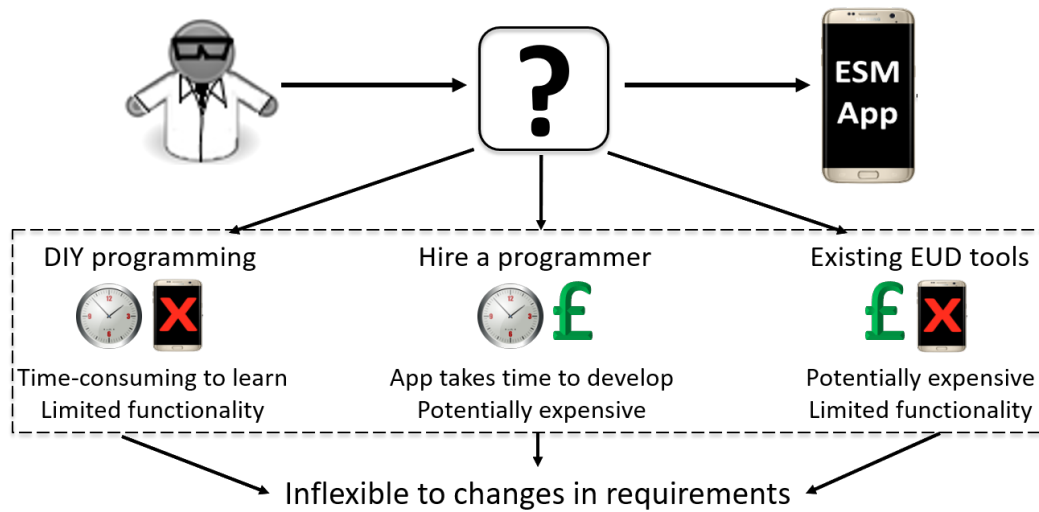 ?
ESM
App
DIY programming
Hire a programmer
Existing EUD tools
X
£
£
X
Time-consuming to learn
Limited functionality
App takes time to develop
Potentially expensive
Potentially expensive
Limited functionality
Inflexible to changes in requirements